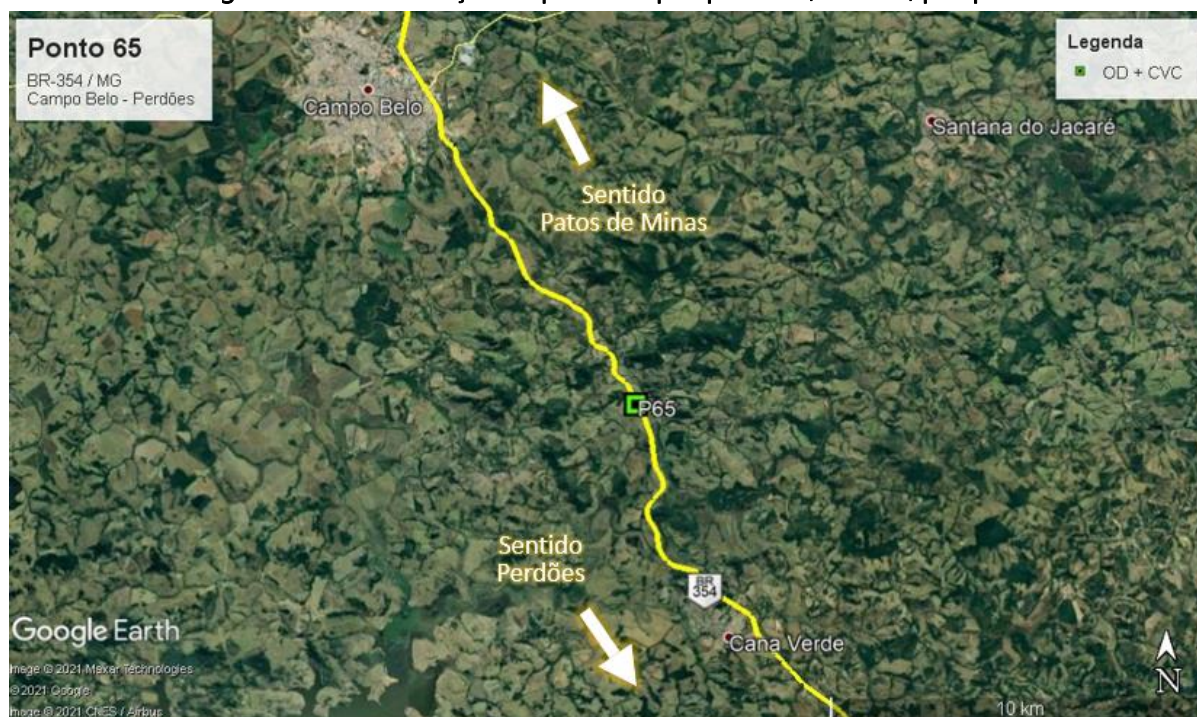 Ponto 65
BR-354 / MG
Campo Belo - Perdões
Legenda
OD + CVC
Campo Belo
Santana do Jacaré
Sentido
Patos de Minas
P65
Sentido
Perdões
BR
354
Cana Verde
Google Earth
Image © 2021 Maxar Technologies
© 2021 Google
Image © 2021 CNES / Airbus
10 km
N